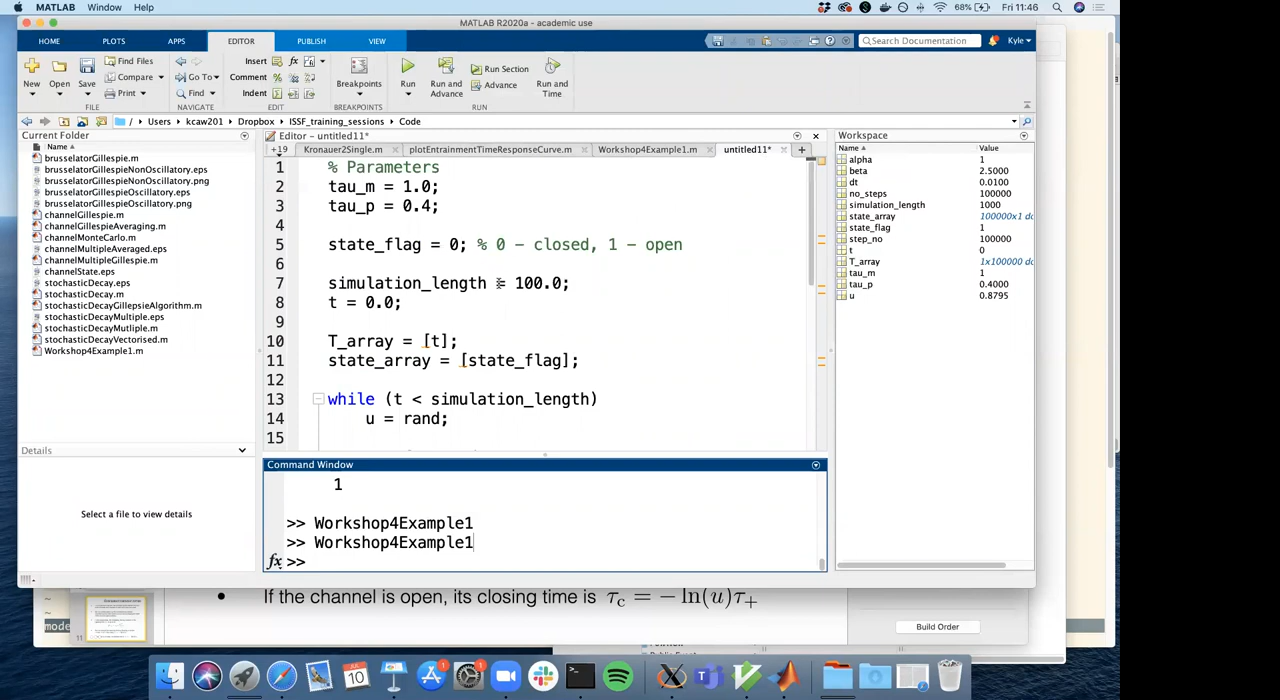 MATLAB Window Help 68% Fri 11:46
MATLAB R2020a - academic use
HOME PLOTS APPS EDITOR PUBLISH VIEW Search Documentation Kyle
New Open Save Find Files Compare Print
Go To Find
Insert Comment Indent
Breakpoints
Run Run and Advance Run Section Advance Run and Time
FILE NAVIGATE EDIT BREAKPOINTS RUN
/ Users kcaw201 Dropbox ISSF_training_sessions Code
Current Folder
Name
brusselatorGillespie.m
brusselatorGillespieNonOscillatory.eps
brusselatorGillespieNonOscillatory.png
brusselatorGillespieOscillatory.eps
brusselatorGillespieOscillatory.png
channelGillespie.m
channelGillespieAveraging.m
channelMonteCarlo.m
channelMultipleAveraged.eps
channelMultipleGillespie.m
channelState.eps
stochasticDecay.eps
stochasticDecay.m
stochasticDecayGillepsieAlgorithm.m
stochasticDecayMultiple.eps
stochasticDecayMutliple.m
stochasticDecayVectorised.m
Workshop4Example1.m
Details
Select a file to view details
Editor - untitled11*
+19 Kronauer2Single.m plotEntrainmentTimeResponseCurve.m Workshop4Example1.m untitled11*
1 % Parameters
2 tau_m = 1.0;
3 tau_p = 0.4;
4
5 state_flag = 0; % 0 - closed, 1 - open
6
7 simulation_length = 100.0;
8 t = 0.0;
9
10 T_array = [t];
11 state_array = [state_flag];
12
13 while (t < simulation_length)
14 u = rand;
15
Command Window
1
>> Workshop4Example1
>> Workshop4Example1
fx >>
Workspace
Name Value
alpha 1
beta 2.5000
dt 0.0100
no_steps 100000
simulation_length 1000
state_array 100000x1 do
state_flag 1
step_no 100000
t 0
T_array 1x100000 do
tau_m 1
tau_p 0.4000
u 0.8795
~
~
mode
11
• If the channel is open, its closing time is τc = − ln(u)τ+
Build Order